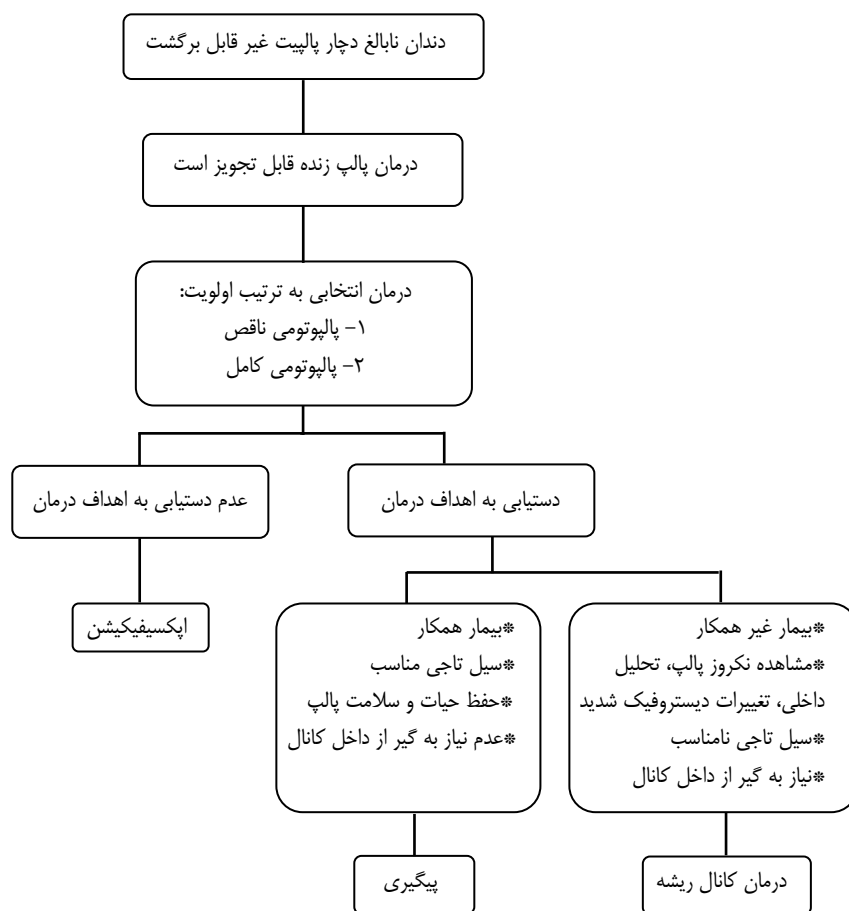 دندان نابالغ دچار پالپیت غیر قابل برگشت
درمان پالپ زنده قابل تجویز است
درمان انتخابی به ترتیب اولویت:
۱- پالپوتومی ناقص
۲- پالپوتومی کامل
دستیابی به اهداف درمان
عدم دستیابی به اهداف درمان
*بیمار غیر همکار
*مشاهده نکروز پالپ، تحلیل
داخلی، تغییرات دیستروفیک شدید
*سیل تاجی نامناسب
*نیاز به گیر از داخل کانال
*بیمار همکار
*سیل تاجی مناسب
*حفظ حیات و سلامت پالپ
*عدم نیاز به گیر از داخل کانال
اپکسیفیکیشن
درمان کانال ریشه
پیگیری